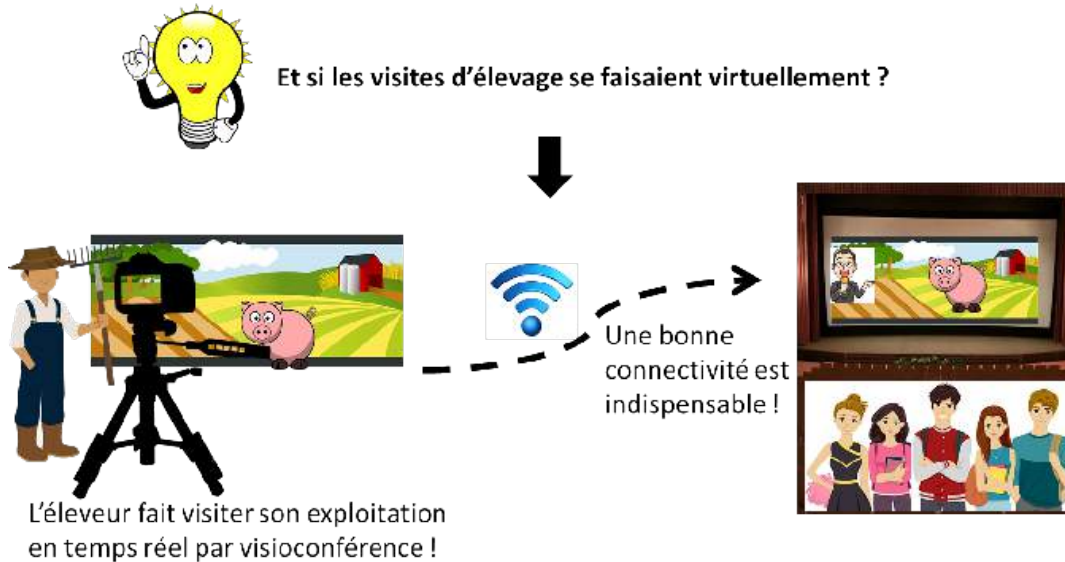 Et si les visites d’élevage se faisaient virtuellement ?
Une bonne
connectivité est
indispensable !
L’éleveur fait visiter son exploitation
en temps réel par visioconférence !